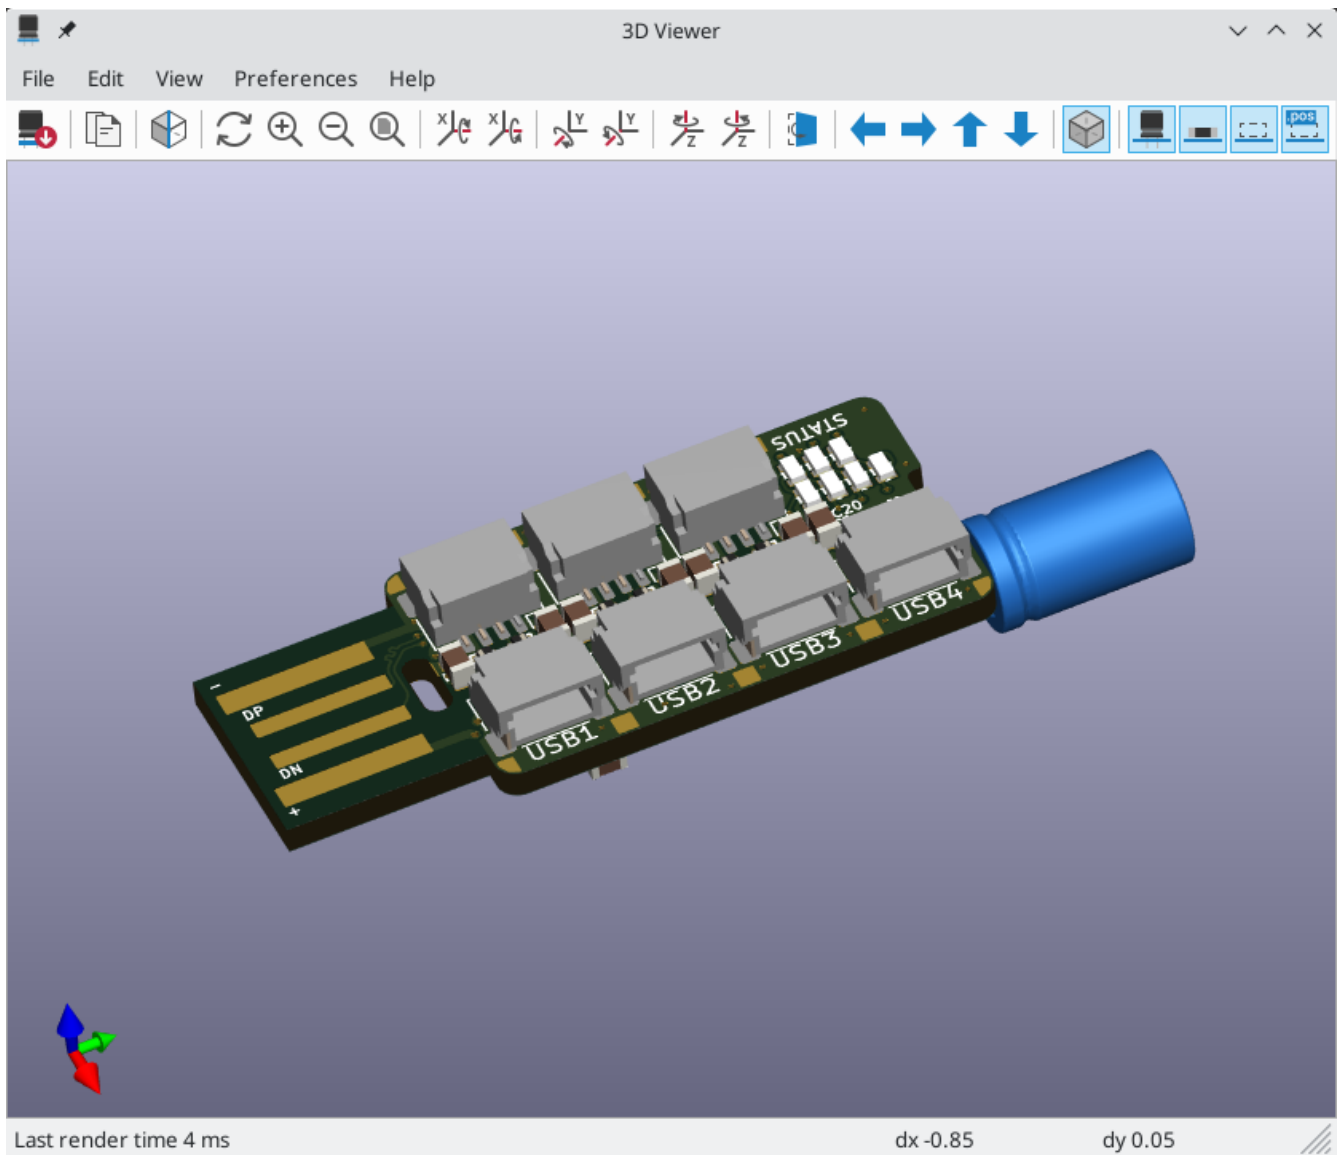 3D Viewer
File Edit View Preferences Help
.pos
STATUS
C20
USB4
USB3
USB2
USB1
-
DP
DN
+
Last render time 4 ms dx -0.85 dy 0.05